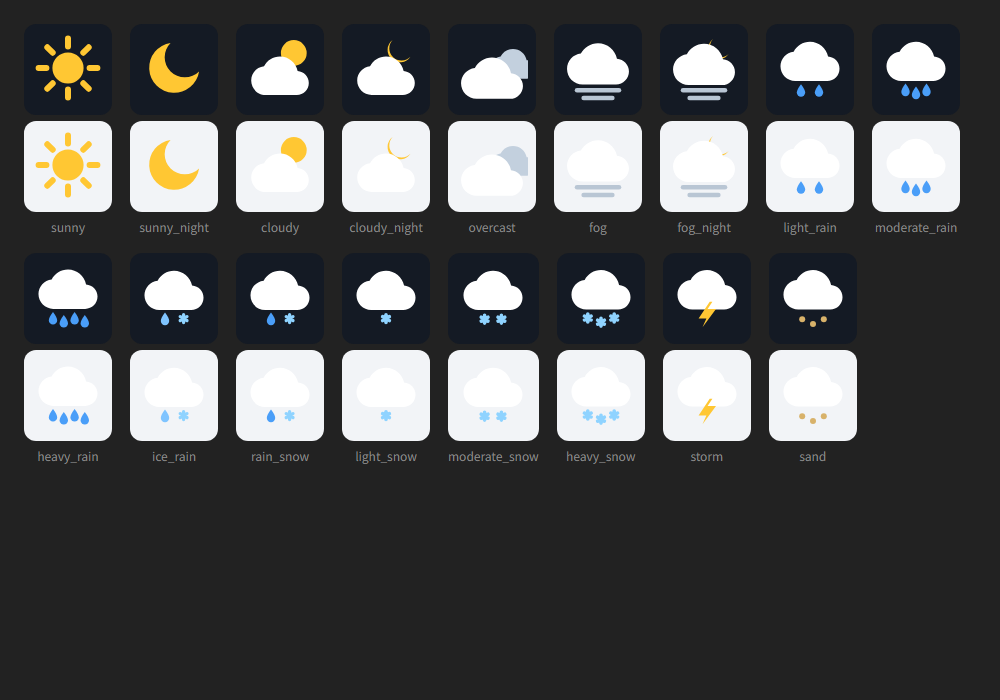 sunny sunny_night cloudy cloudy_night overcast fog fog_night light_rain moderate_rain
heavy_rain ice_rain rain_snow light_snow moderate_snow heavy_snow storm sand